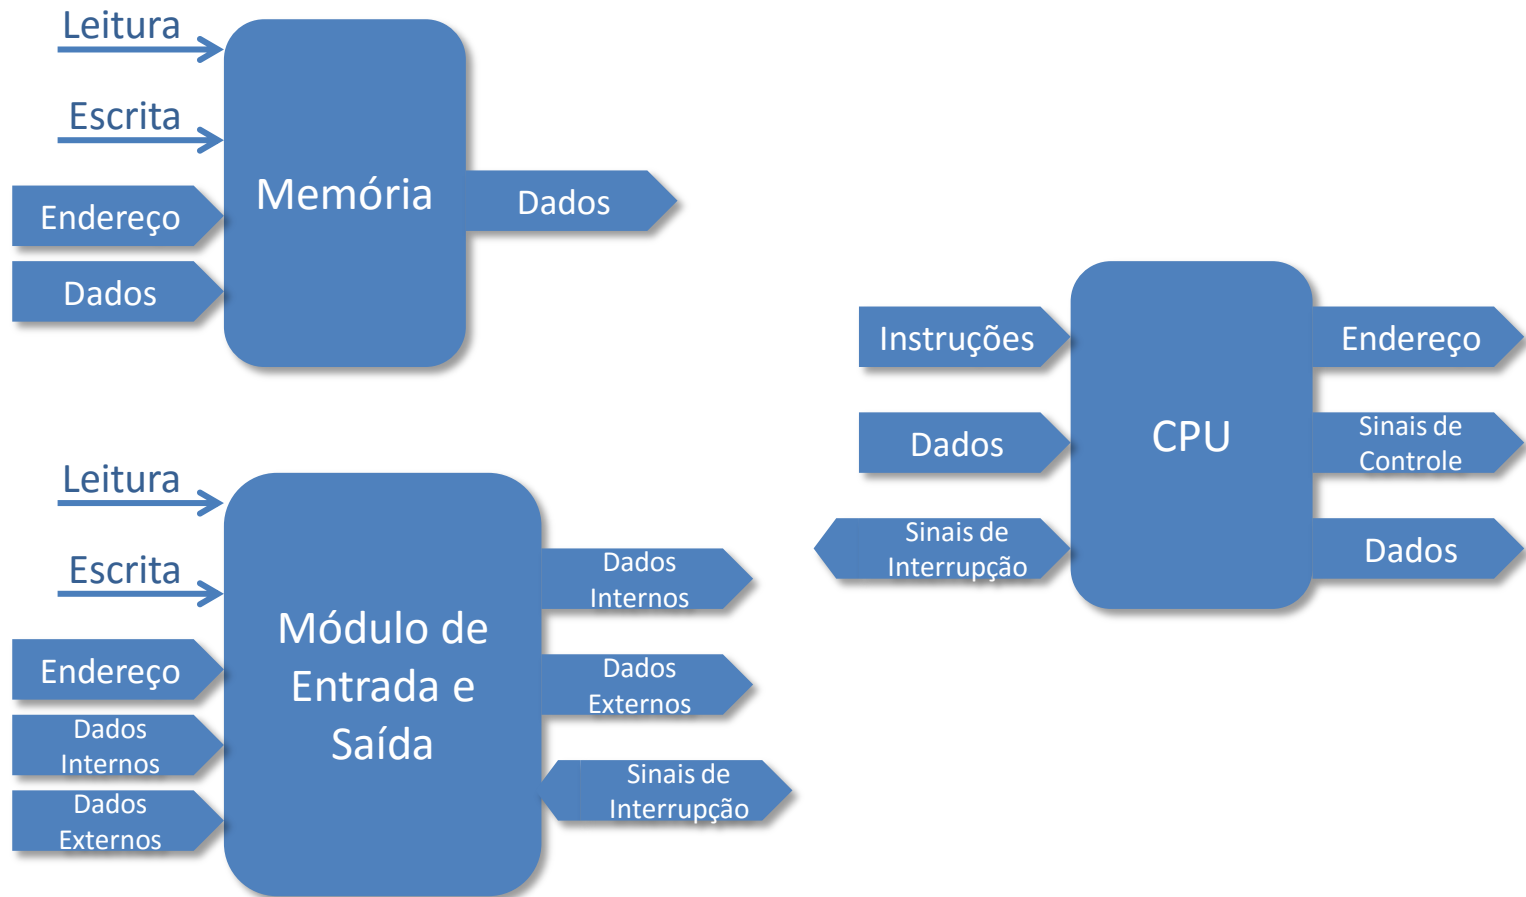 Leitura
Escrita
Endereço
Dados
Memória
Dados
Leitura
Escrita
Endereço
Dados
Internos
Dados
Externos
Módulo de
Entrada e
Saída
Dados
Internos
Dados
Externos
Sinais de
Interrupção
Instruções
Dados
Sinais de
Interrupção
CPU
Endereço
Sinais de
Controle
Dados